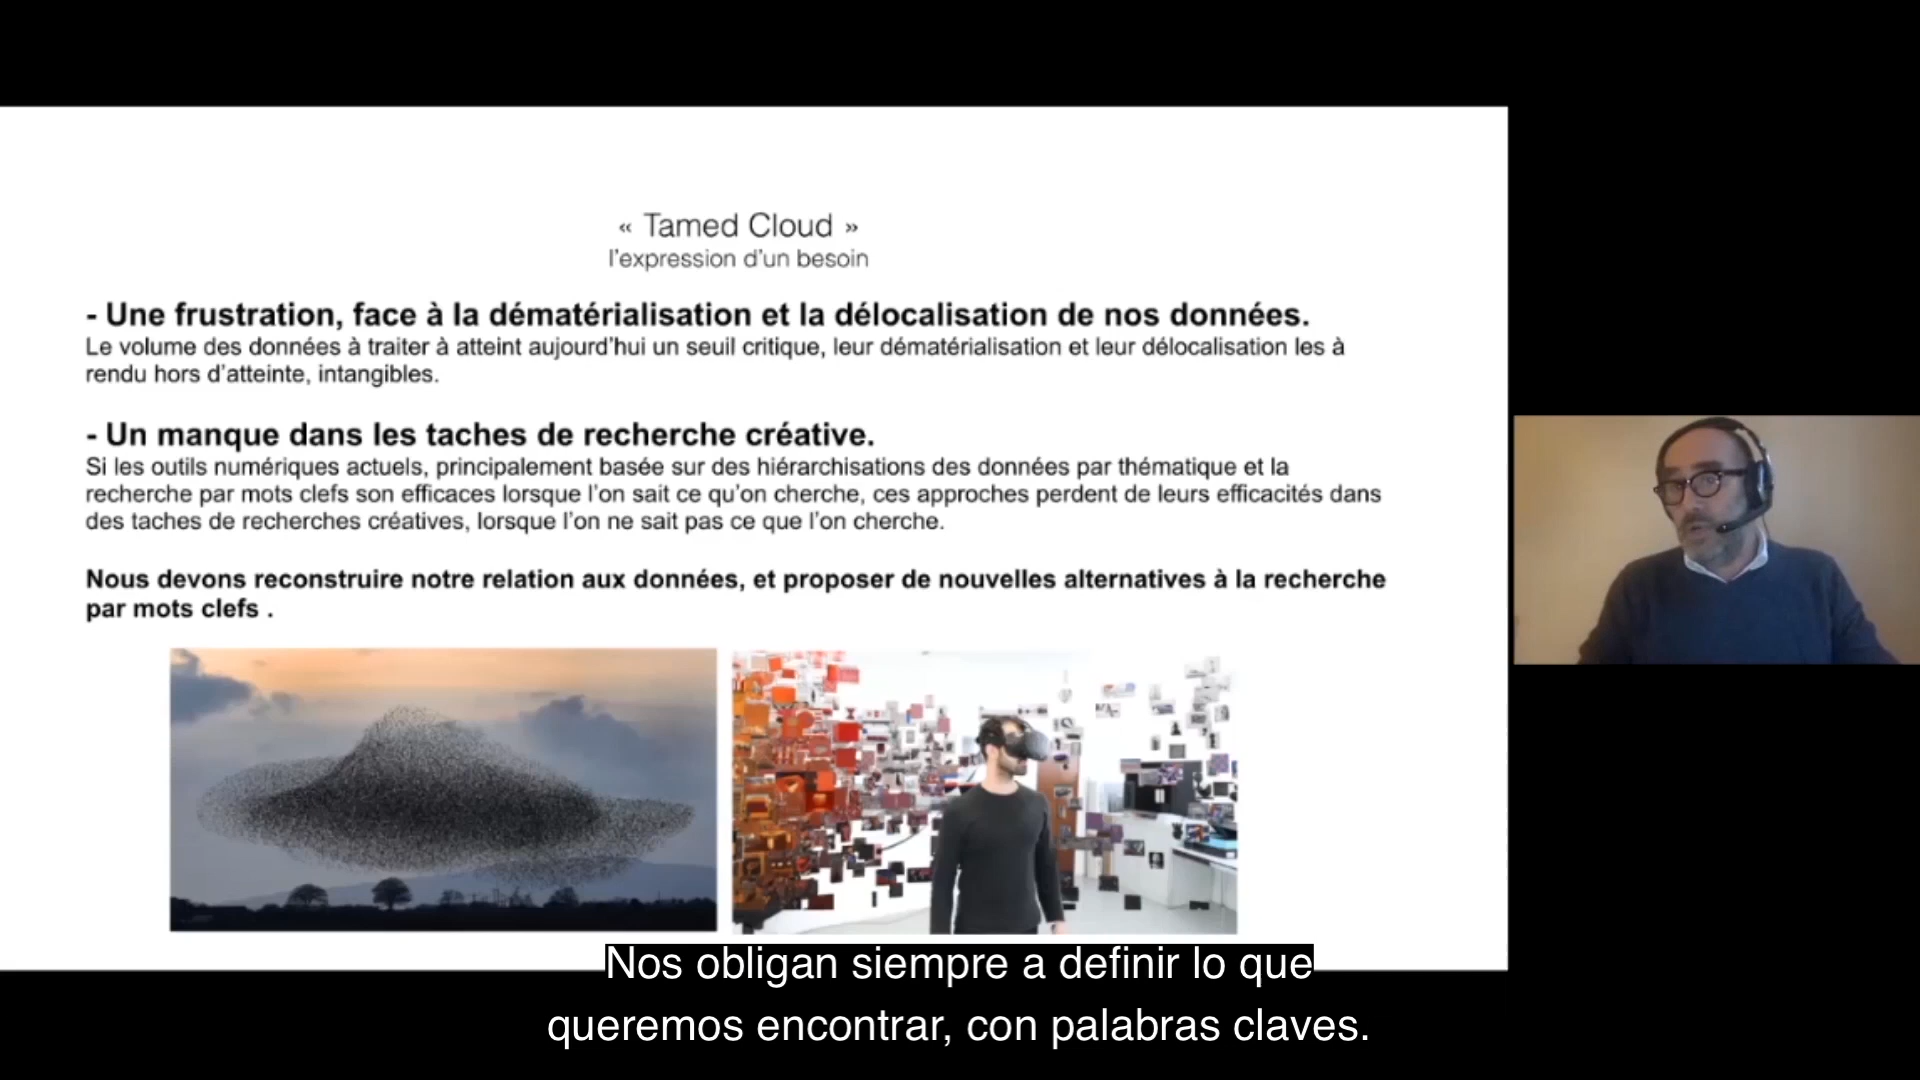 « Tamed Cloud »
l'expression d'un besoin
- Une frustration, face à la dématérialisation et la délocalisation de nos données.
Le volume des données à traiter à atteint aujourd'hui un seuil critique, leur dématérialisation et leur délocalisation les à
rendu hors d'atteinte, intangibles.
- Un manque dans les taches de recherche créative.
Si les outils numériques actuels, principalement basée sur des hiérarchisations des données par thématique et la
recherche par mots clefs son efficaces lorsque l'on sait ce qu'on cherche, ces approches perdent de leurs efficacités dans
des taches de recherches créatives, lorsque l'on ne sait pas ce que l'on cherche.
Nous devons reconstruire notre relation aux données, et proposer de nouvelles alternatives à la recherche
par mots clefs .
Nos obligan siempre a definir lo que
queremos encontrar, con palabras claves.